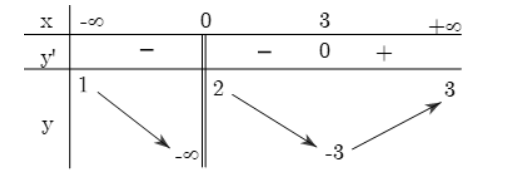 x -∞ 0 3 +∞
y' − − 0 +
1 2 3
y
-∞ -3